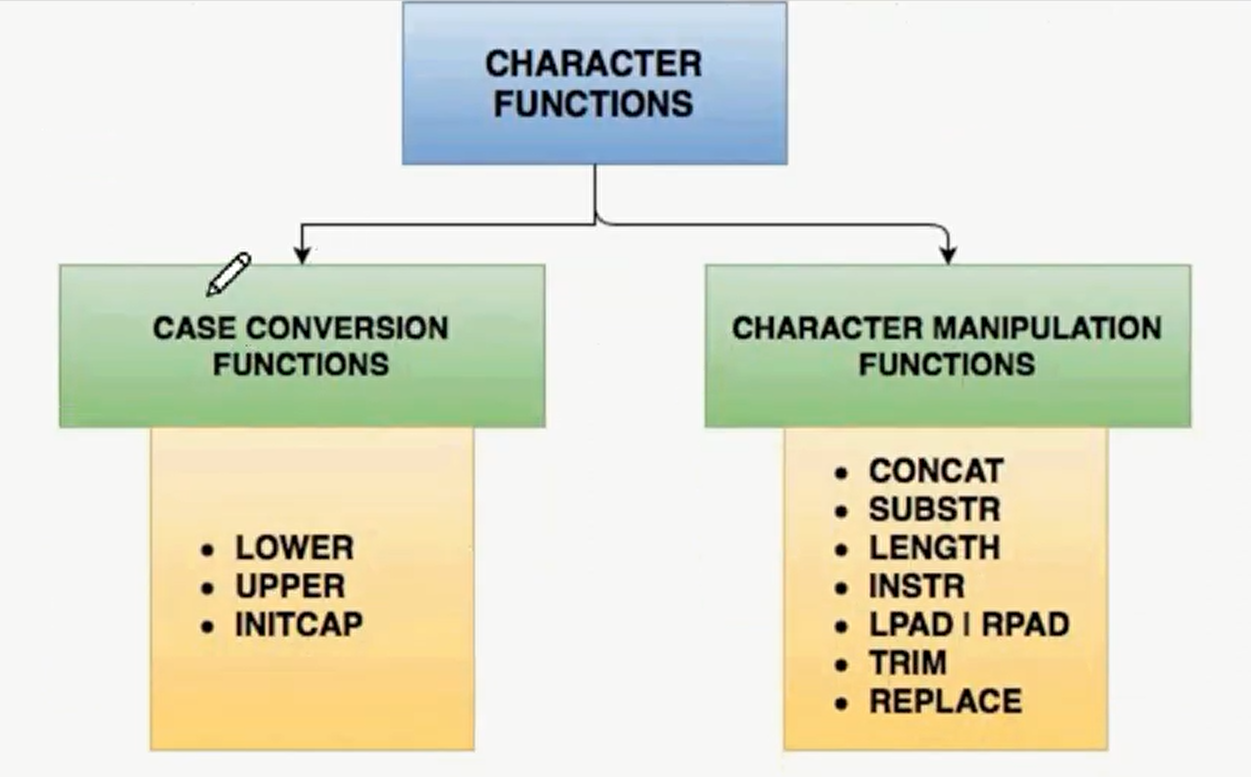 CHARACTER
FUNCTIONS
CASE CONVERSION
FUNCTIONS
• LOWER
• UPPER
• INITCAP
CHARACTER MANIPULATION
FUNCTIONS
• CONCAT
• SUBSTR
• LENGTH
• INSTR
• LPAD | RPAD
• TRIM
• REPLACE